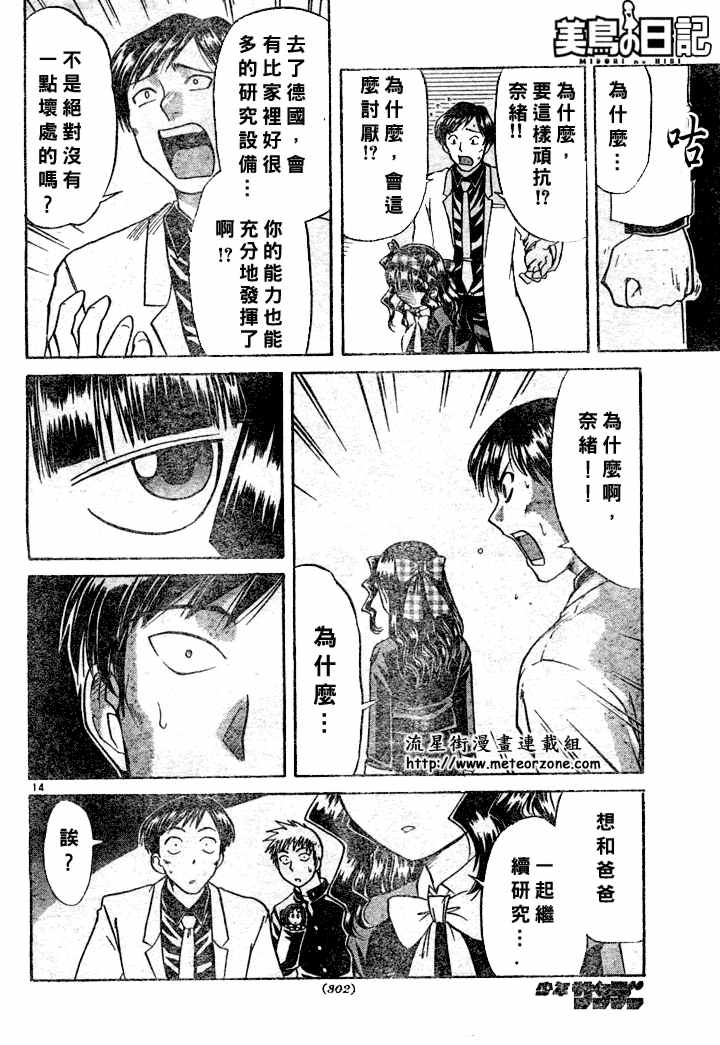 美鳥の日記
MIDORI no HIBI
為什麼…
咕
為什麼，
要這樣頑抗!?
奈緒!!
為什麼，會這
麼討厭!?
去了德國，會
有比家裡好很
多的研究設備…
你的能力也能
充分地發揮了
啊!?
不是絕對沒有
一點壞處的嗎？
為什麼啊，
奈緒！！
為什麼…
流星街漫畫連載組
http://www.meteorzone.com
14
想和爸爸
一起繼
續研究…．
誒？
(302)
少年